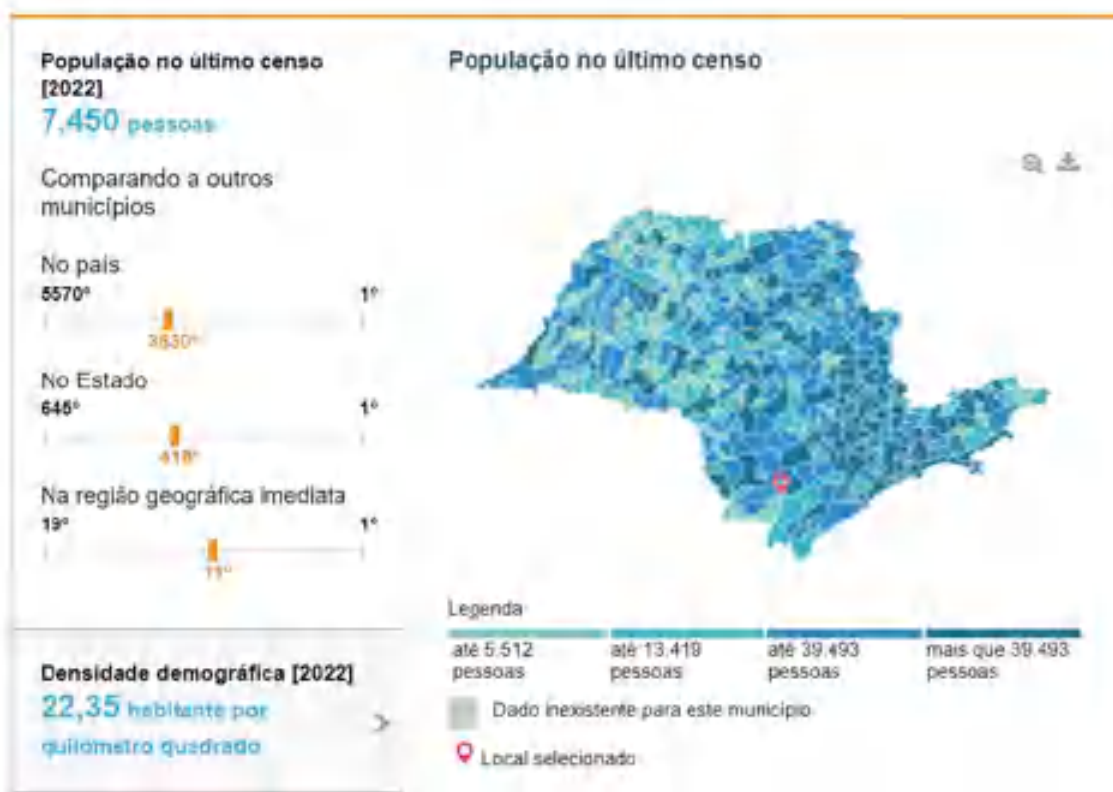 População no último censo
[2022]
7.450 pessoas
Comparando a outros
municípios
No país
5570º
1º
3530º
No Estado
645º
1º
418º
Na região geográfica imediata
19º
1º
11º
Densidade demográfica [2022]
22,35 habitante por
quilômetro quadrado
População no último censo
Legenda
até 5.512
pessoas
até 13.419
pessoas
até 39.493
pessoas
mais que 39.493
pessoas
Dado inexistente para este município
Local selecionado